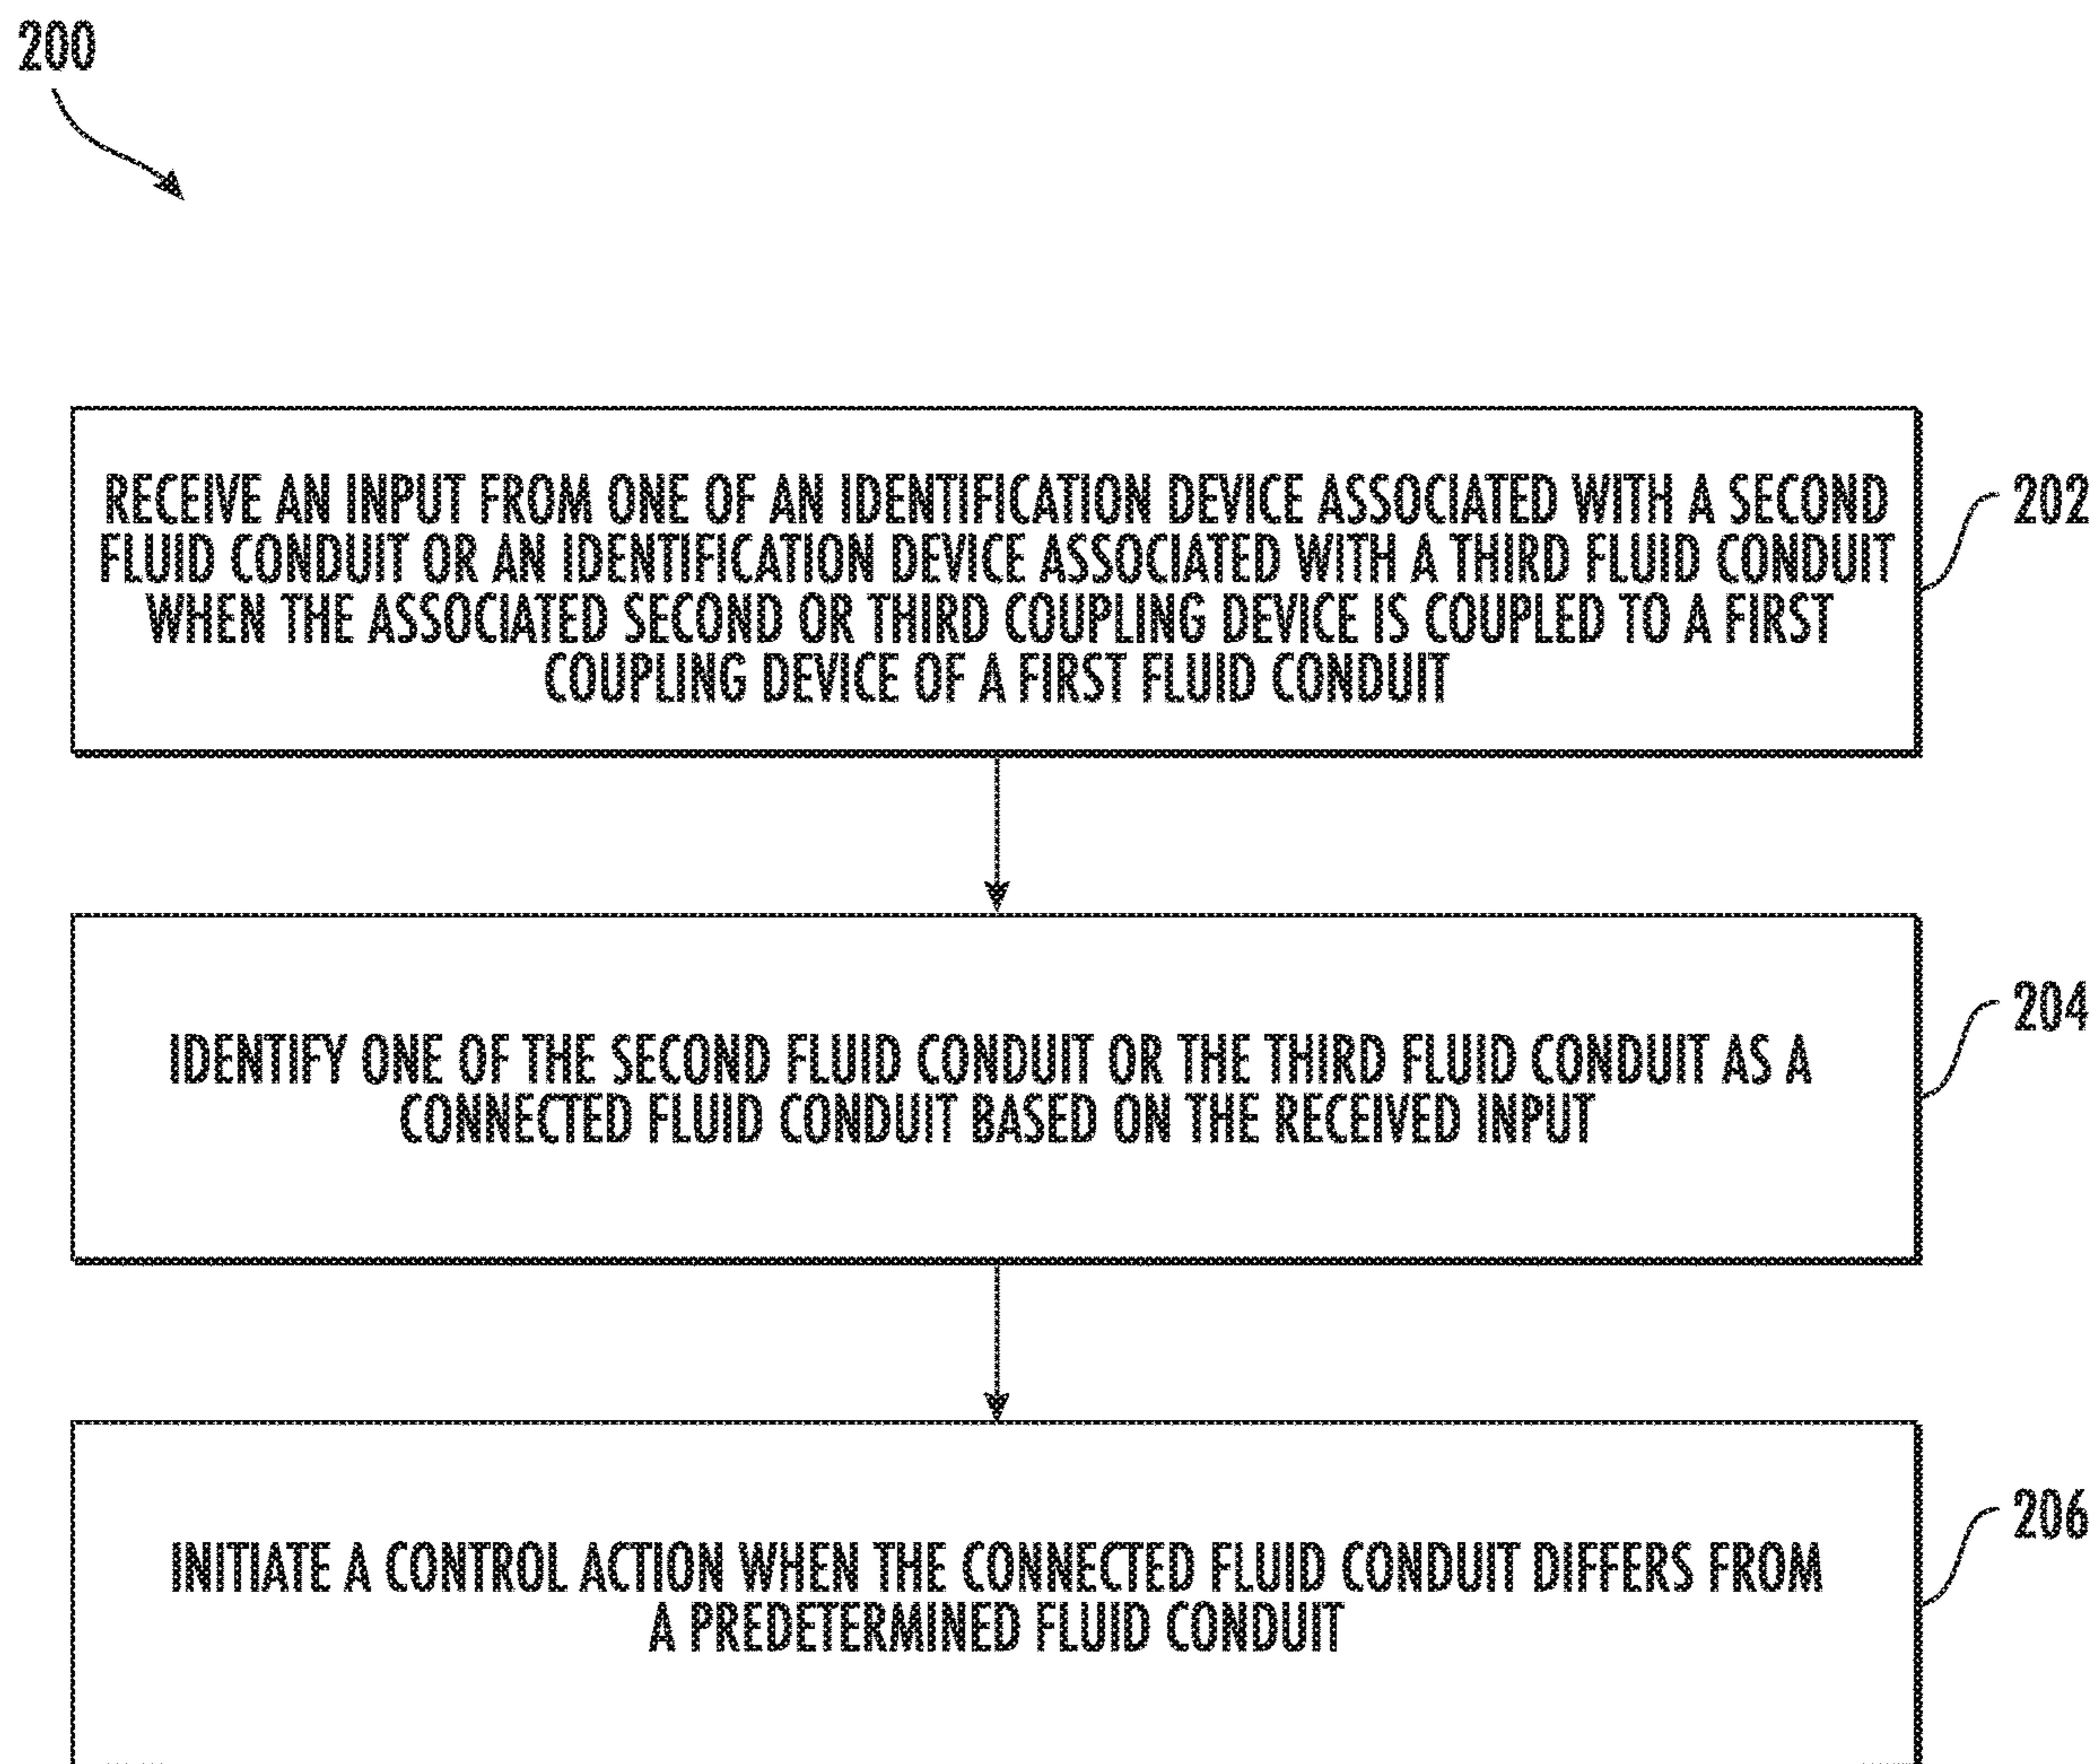 200
RECEIVE AN INPUT FROM ONE OF AN IDENTIFICATION DEVICE ASSOCIATED WITH A SECOND
FLUID CONDUIT OR AN IDENTIFICATION DEVICE ASSOCIATED WITH A THIRD FLUID CONDUIT
WHEN THE ASSOCIATED SECOND OR THIRD COUPLING DEVICE IS COUPLED TO A FIRST
COUPLING DEVICE OF A FIRST FLUID CONDUIT
202
IDENTIFY ONE OF THE SECOND FLUID CONDUIT OR THE THIRD FLUID CONDUIT AS A
CONNECTED FLUID CONDUIT BASED ON THE RECEIVED INPUT
204
INITIATE A CONTROL ACTION WHEN THE CONNECTED FLUID CONDUIT DIFFERS FROM
A PREDETERMINED FLUID CONDUIT
206